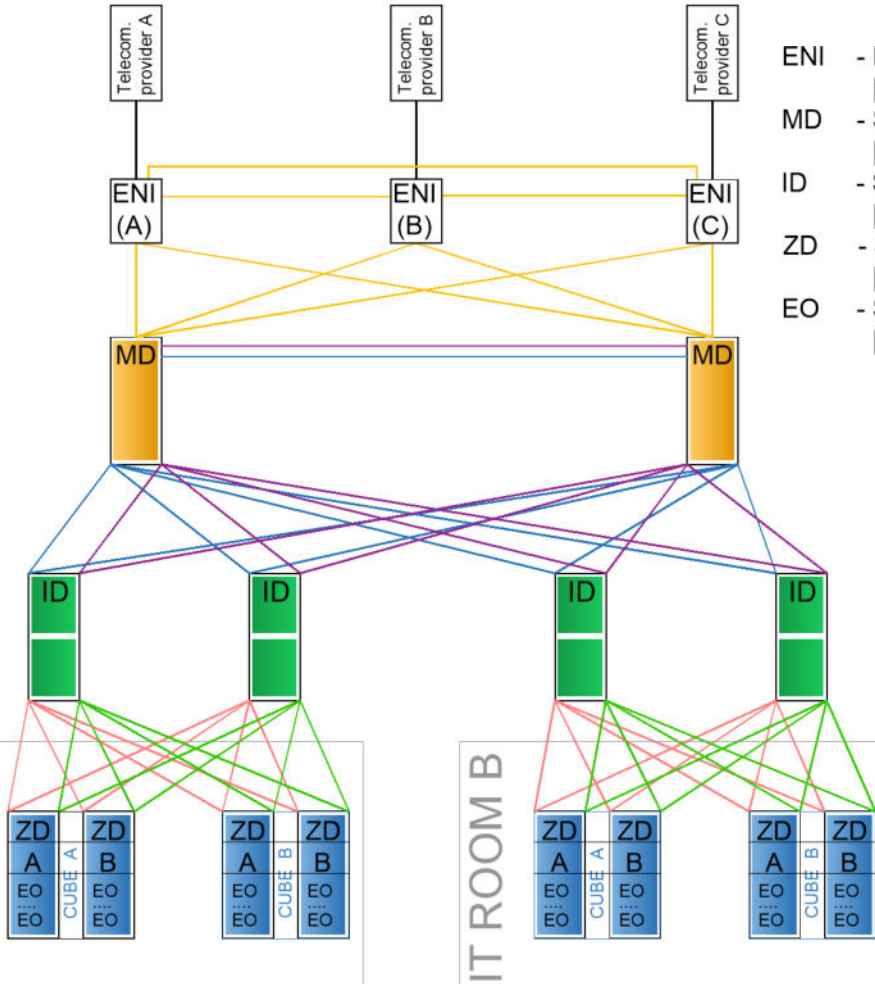 Telecom.
provider A
Telecom.
provider B
Telecom.
provider C
ENI -
MD -
ID -
ZD -
EO -
ENI
(A)
ENI
(B)
ENI
(C)
MD
MD
ID
ID
ID
ID
IT ROOM B
ZD
A
EO
....
EO
CUBE A
ZD
B
EO
....
EO
ZD
A
EO
....
EO
CUBE B
ZD
B
EO
....
EO
ZD
A
EO
....
EO
CUBE A
ZD
B
EO
....
EO
ZD
A
EO
....
EO
CUBE B
ZD
B
EO
....
EO